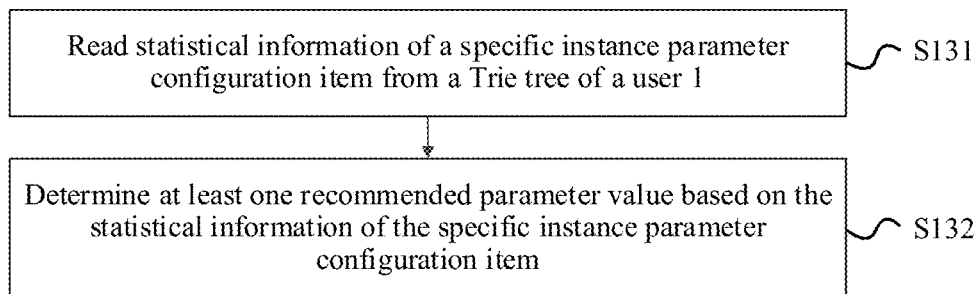 Read statistical information of a specific instance parameter
configuration item from a Trie tree of a user 1
S131
Determine at least one recommended parameter value based on the
statistical information of the specific instance parameter
configuration item
S132